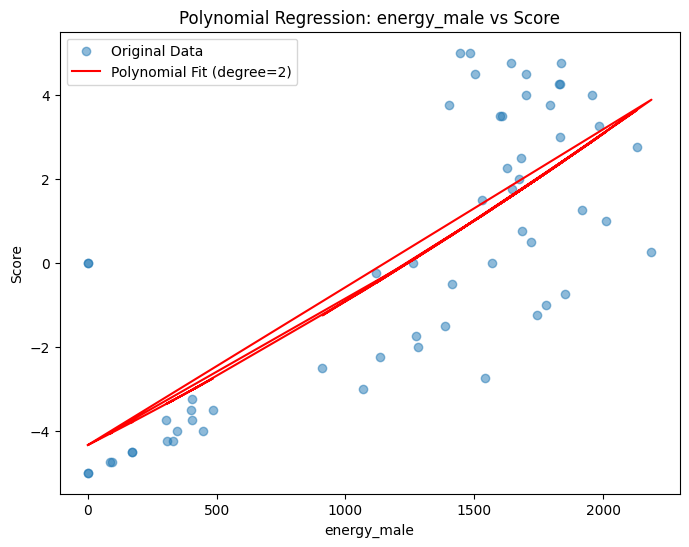 Polynomial Regression: energy_male vs Score
Original Data
Polynomial Fit (degree=2)
4
2
0
−2
−4
Score
0
500
1000
1500
2000
energy_male